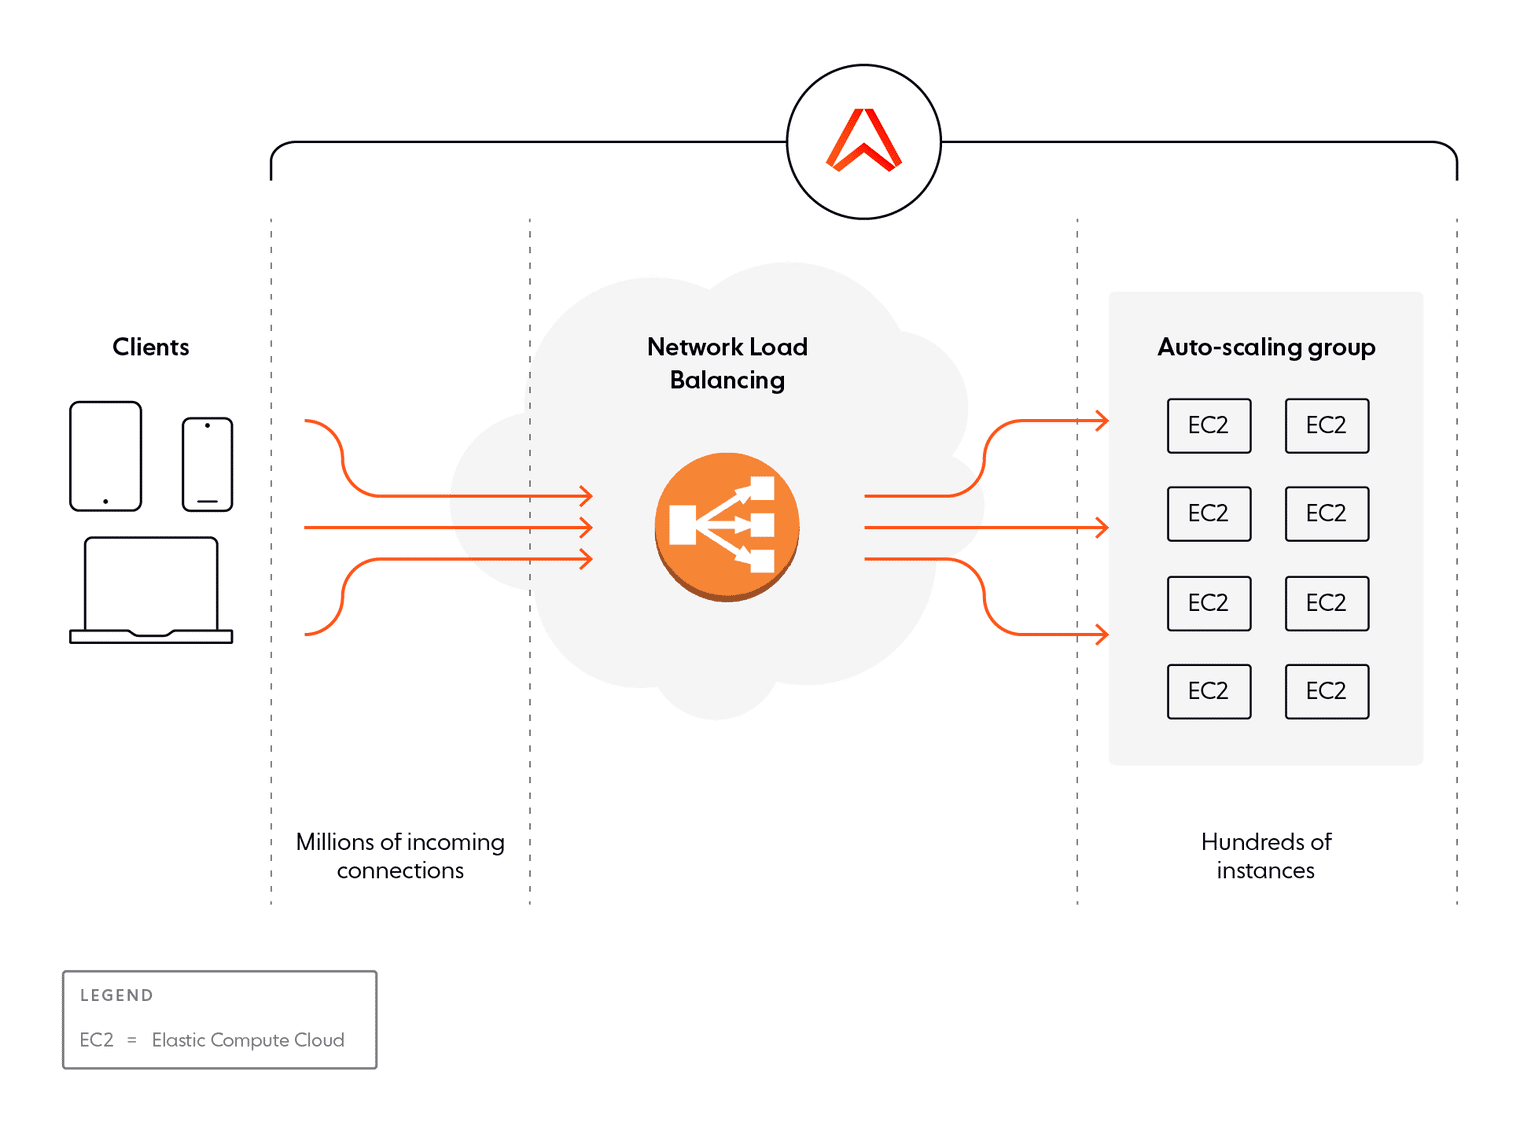 Clients
Network Load
Balancing
Auto-scaling group
EC2 EC2
EC2 EC2
EC2 EC2
EC2 EC2
Millions of incoming
connections
Hundreds of
instances
LEGEND
EC2 = Elastic Compute Cloud